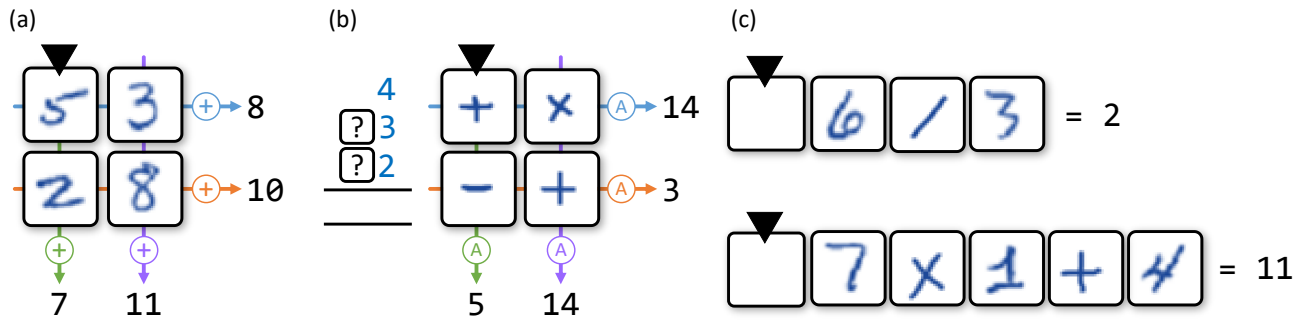 (a) (b) (c)
5 3 + 8
2 8 + 10
+ +
7 11
4
? 3
? 2
+ × A 14
− + A 3
A A
5 14
6 / 3 = 2
7 × 1 + 4 = 11